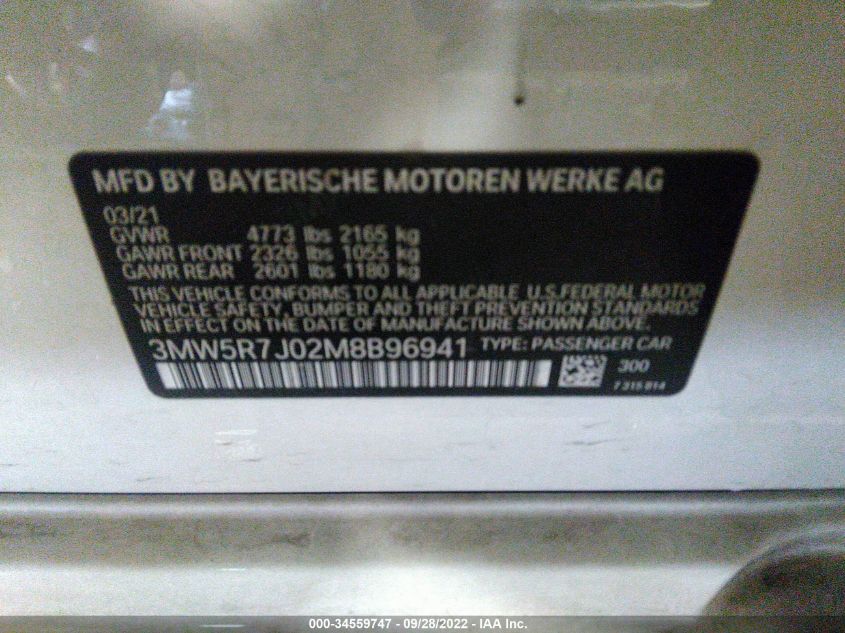 MFD BY BAYERISCHE MOTOREN WERKE AG
03/21
GVWR 4773 lbs 2165 kg
GAWR FRONT 2326 lbs 1055 kg
GAWR REAR 2601 lbs 1180 kg
THIS VEHICLE CONFORMS TO ALL APPLICABLE U.S.FEDERAL MOTOR
VEHICLE SAFETY, BUMPER AND THEFT PREVENTION STANDARDS
IN EFFECT ON THE DATE OF MANUFACTURE SHOWN ABOVE.
3MW5R7J02M8B96941 TYPE: PASSENGER CAR
300
7 315 814
000-34559747 - 09/28/2022 - IAA Inc.